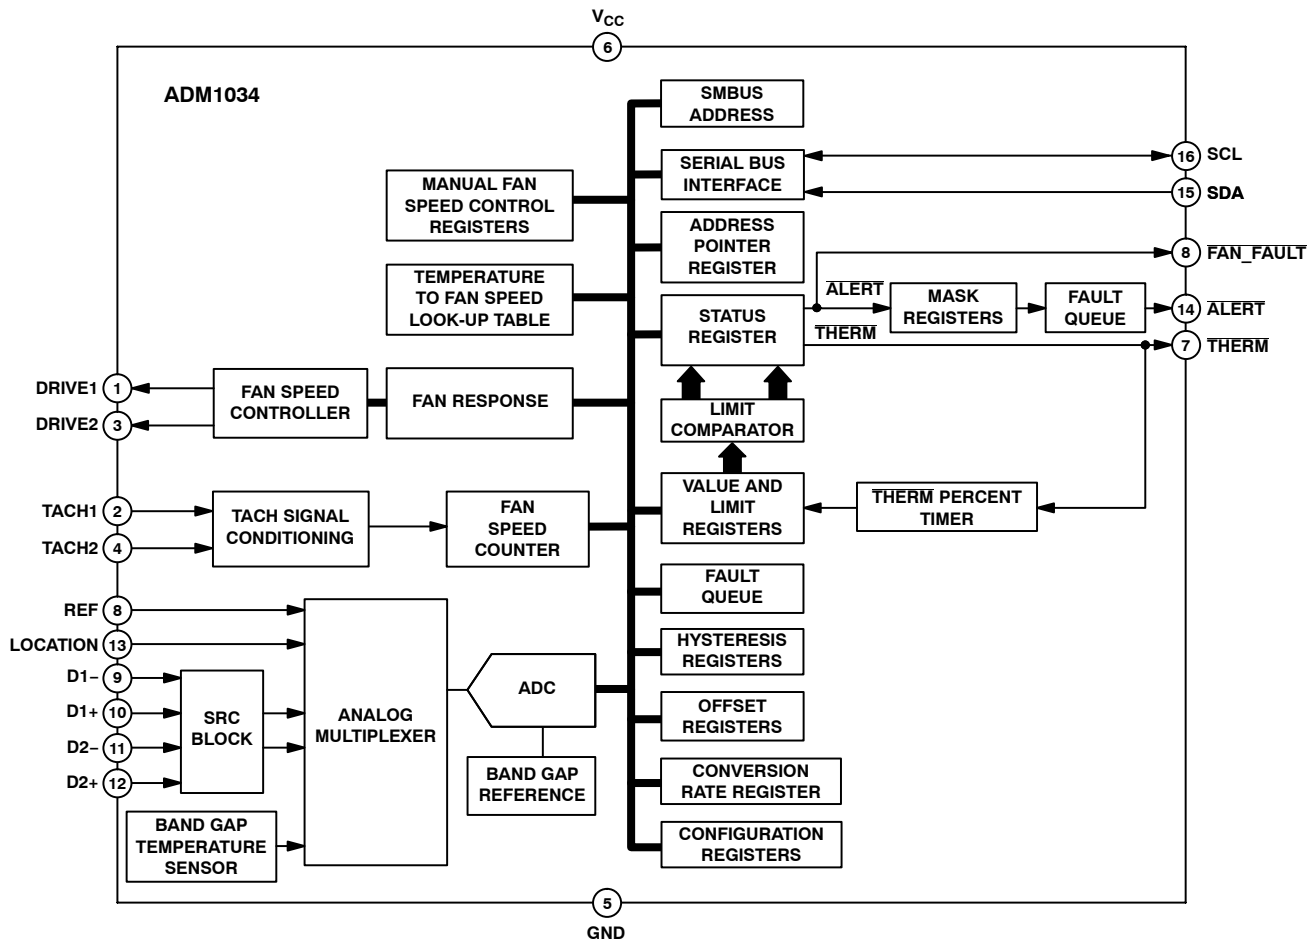 VCC
6
ADM1034
SMBUS
ADDRESS
SERIAL BUS
INTERFACE
16 SCL
15 SDA
MANUAL FAN
SPEED CONTROL
REGISTERS
ADDRESS
POINTER
REGISTER
8 FAN_FAULT
TEMPERATURE
TO FAN SPEED
LOOK-UP TABLE
STATUS
REGISTER
ALERT
MASK
REGISTERS
FAULT
QUEUE
14 ALERT
THERM
7 THERM
DRIVE1 1
DRIVE2 3
FAN SPEED
CONTROLLER
FAN RESPONSE
LIMIT
COMPARATOR
TACH1 2
TACH2 4
TACH SIGNAL
CONDITIONING
FAN
SPEED
COUNTER
VALUE AND
LIMIT
REGISTERS
THERM PERCENT
TIMER
FAULT
QUEUE
REF 8
LOCATION 13
D1– 9
D1+ 10
D2– 11
D2+ 12
SRC
BLOCK
ANALOG
MULTIPLEXER
ADC
HYSTERESIS
REGISTERS
OFFSET
REGISTERS
BAND GAP
REFERENCE
CONVERSION
RATE REGISTER
BAND GAP
TEMPERATURE
SENSOR
CONFIGURATION
REGISTERS
5
GND